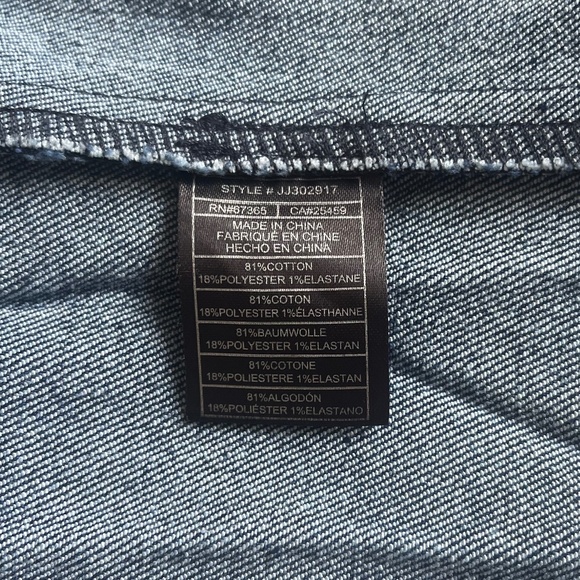 STYLE # JJ302917
RN#67365 CA#25459
MADE IN CHINA
FABRIQUÉ EN CHINE
HECHO EN CHINA
81%COTTON
18%POLYESTER 1%ELASTANE
81%COTON
18%POLYESTER 1%ÉLASTHANNE
81%BAUMWOLLE
18%POLYESTER 1%ELASTAN
81%COTONE
18%POLIESTERE 1%ELASTAN
81%ALGODÓN
18%POLIÉSTER 1%ELASTANO